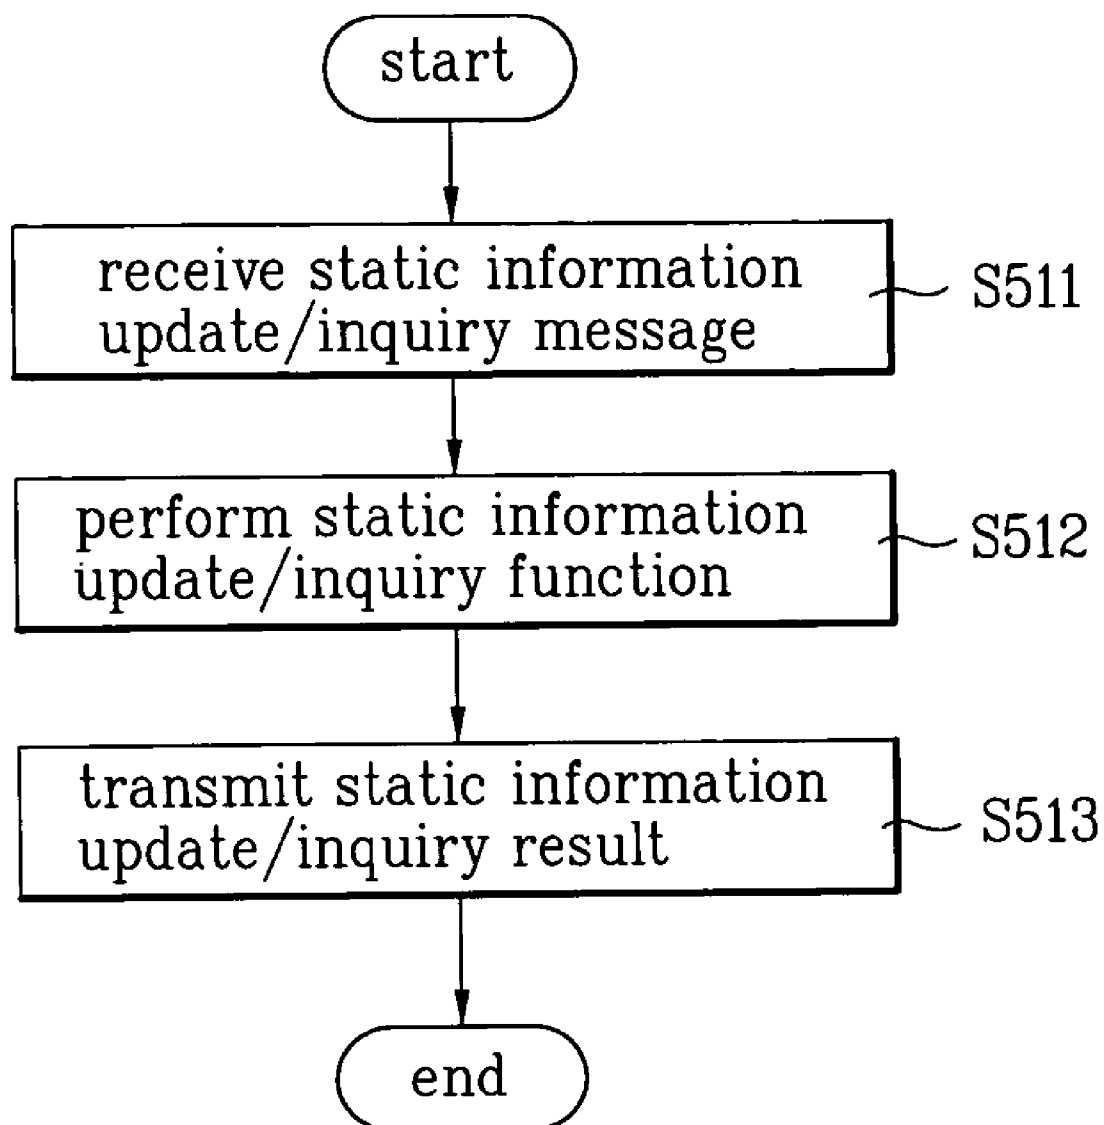 start
receive static information
update/inquiry message
S511
perform static information
update/inquiry function
S512
transmit static information
update/inquiry result
S513
end